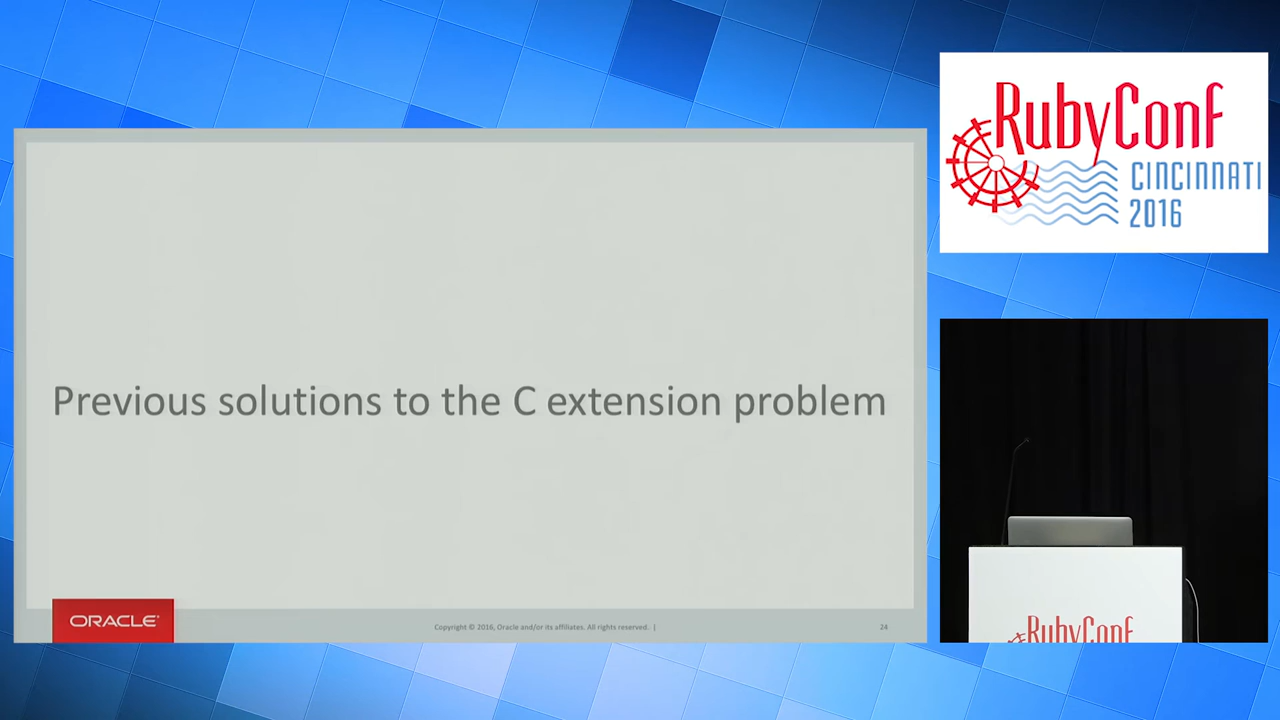 RubyConf
CINCINNATI
2016
Previous solutions to the C extension problem
ORACLE
Copyright © 2016, Oracle and/or its affiliates. All rights reserved. |
24
RubyConf